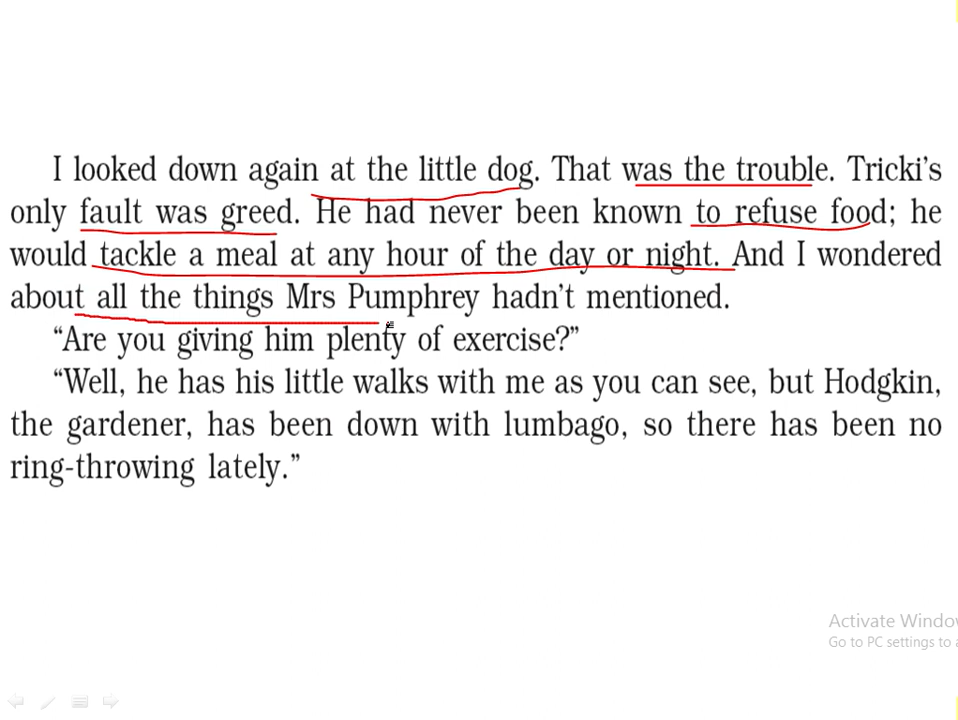 I looked down again at the little dog. That was the trouble. Tricki’s
only fault was greed. He had never been known to refuse food; he
would tackle a meal at any hour of the day or night. And I wondered
about all the things Mrs Pumphrey hadn’t mentioned.
“Are you giving him plenty of exercise?”
“Well, he has his little walks with me as you can see, but Hodgkin,
the gardener, has been down with lumbago, so there has been no
ring-throwing lately.”
Activate Window
Go to PC settings to a